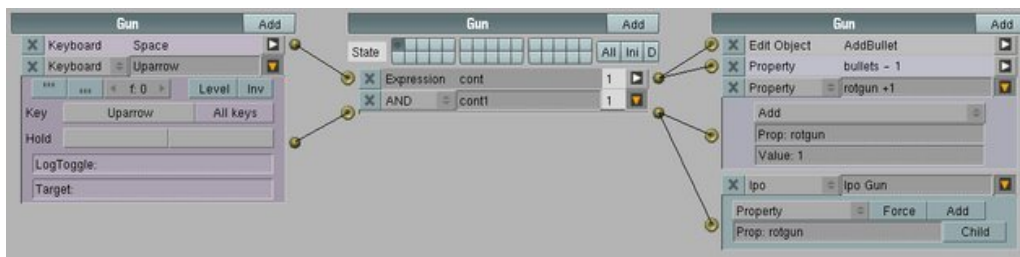 Gun Add
X Keyboard Space
X Keyboard Uparrow
f: 0 Level Inv
Key Uparrow All keys
Hold
LogToggle:
Target:
Gun Add
State All Ini D
X Expression cont 1
X AND cont1 1
Gun Add
X Edit Object AddBullet
X Property bullets - 1
X Property rotgun +1
Add
Prop: rotgun
Value: 1
X Ipo Ipo Gun
Property Force Add
Prop: rotgun Child